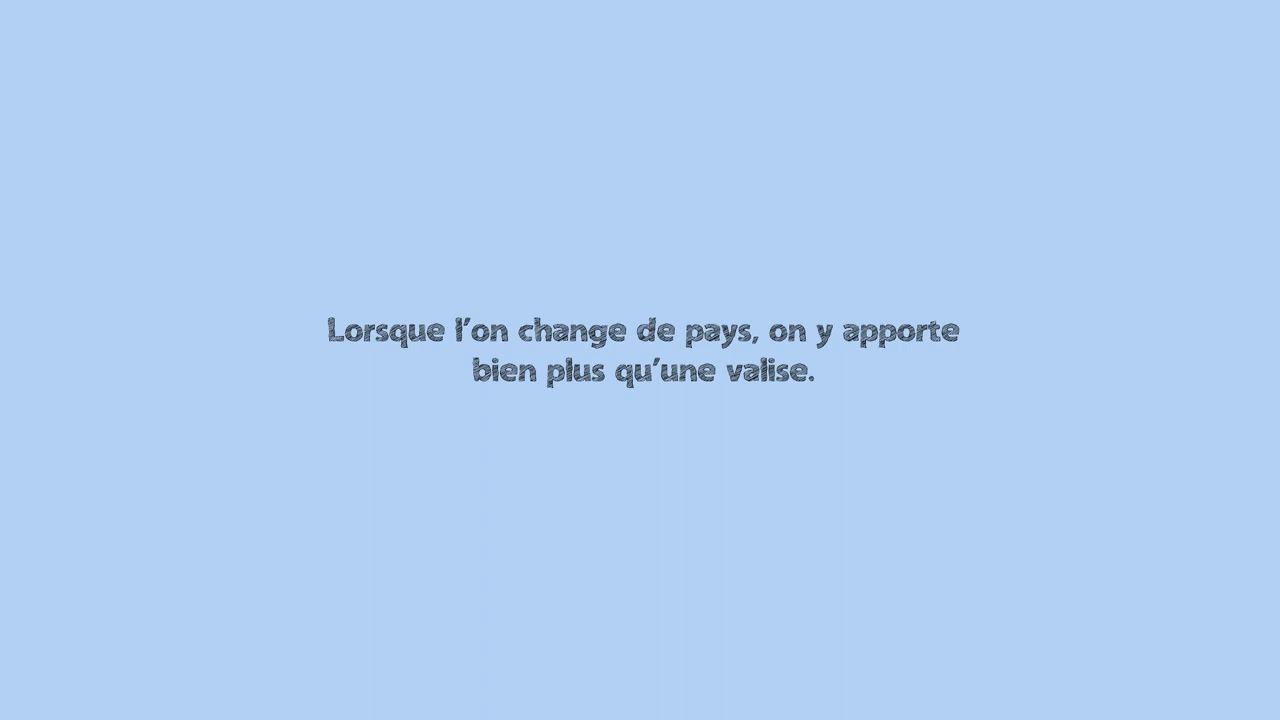 Lorsque l'on change de pays, on y apporte
bien plus qu'une valise.